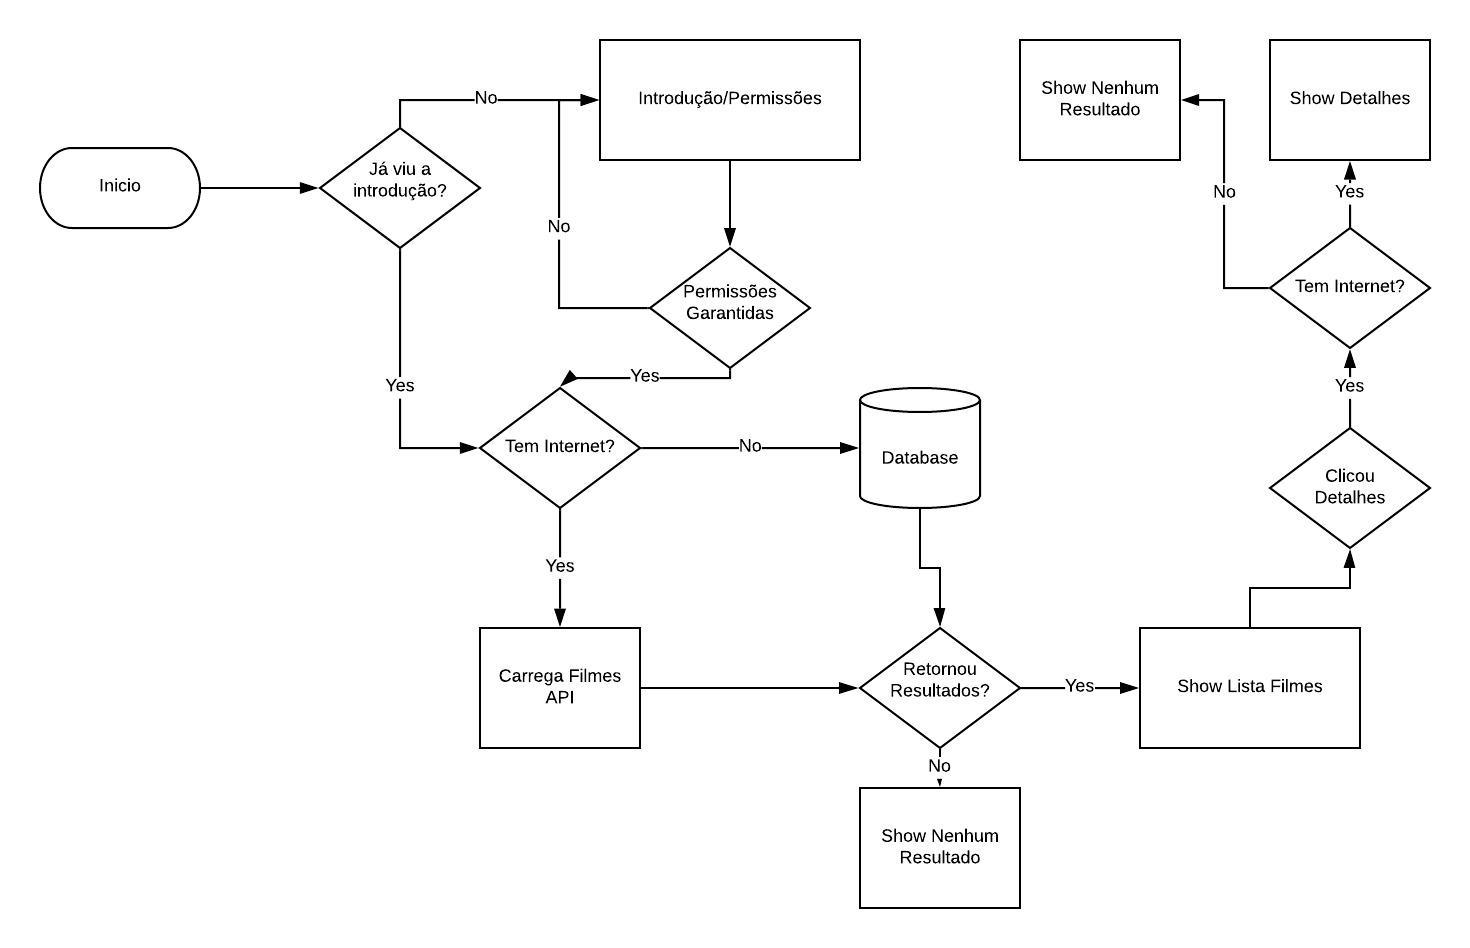 Inicio
Já viu a
introdução?
No
Introdução/Permissões
No
Permissões
Garantidas
Yes
Yes
Tem Internet?
No
Database
Yes
Carrega Filmes
API
Retornou
Resultados?
No
Show Nenhum
Resultado
Yes
Show Lista Filmes
Clicou
Detalhes
Yes
Tem Internet?
No
Show Nenhum
Resultado
Yes
Show Detalhes